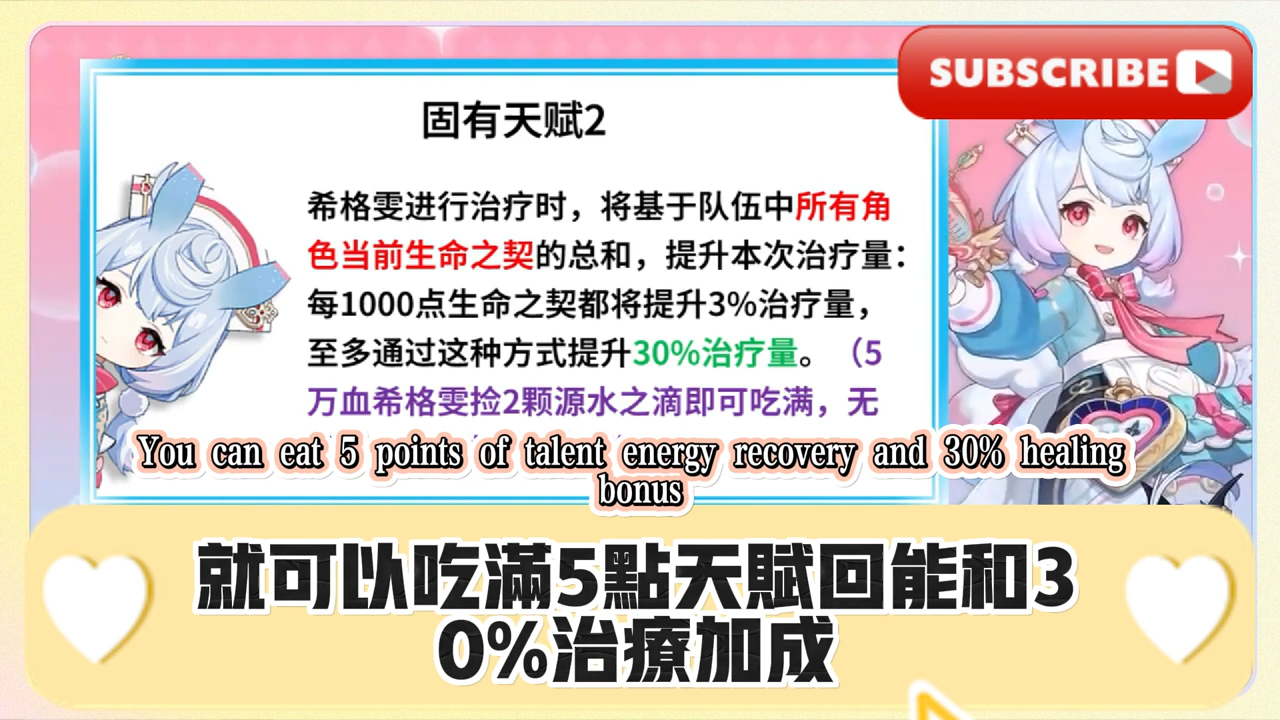 SUBSCRIBE
固有天赋2
希格雯进行治疗时，将基于队伍中所有角
色当前生命之契的总和，提升本次治疗量：
每1000点生命之契都将提升3%治疗量，
至多通过这种方式提升30%治疗量。（5
万血希格雯捡2颗源水之滴即可吃满，无
You can eat 5 points of talent energy recovery and 30% healing
bonus
就可以吃滿5點天賦回能和3
0%治療加成